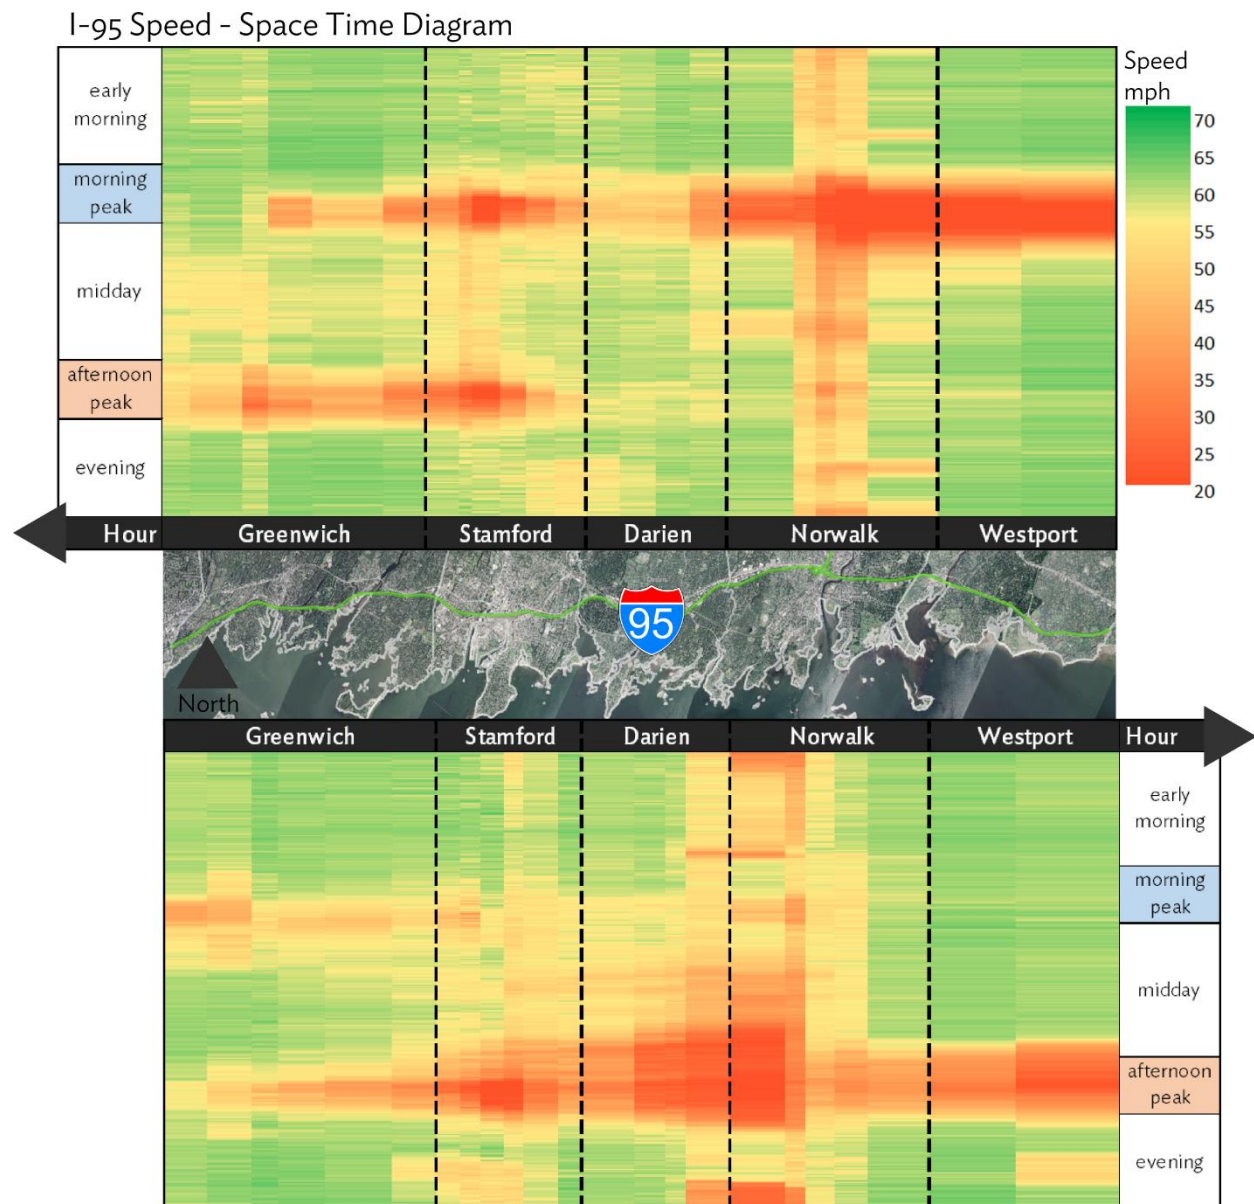 I-95 Speed - Space Time Diagram
early
morning
morning
peak
midday
afternoon
peak
evening
Speed
mph
70
65
60
55
50
45
40
35
30
25
20
Hour
Greenwich
Stamford
Darien
Norwalk
Westport
95
North
Greenwich
Stamford
Darien
Norwalk
Westport
Hour
early
morning
morning
peak
midday
afternoon
peak
evening